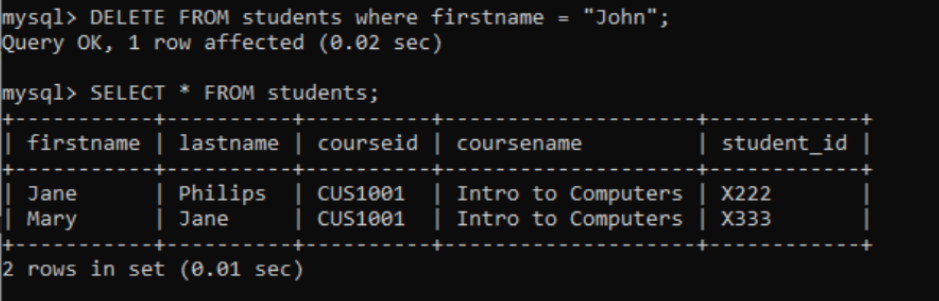 mysql> DELETE FROM students where firstname = "John";
Query OK, 1 row affected (0.02 sec)
mysql> SELECT * FROM students;
+-----------+----------+----------+--------------------+------------+
| firstname | lastname | courseid | coursename         | student_id |
+-----------+----------+----------+--------------------+------------+
| Jane      | Philips  | CUS1001  | Intro to Computers | X222       |
| Mary      | Jane     | CUS1001  | Intro to Computers | X333       |
+-----------+----------+----------+--------------------+------------+
2 rows in set (0.01 sec)